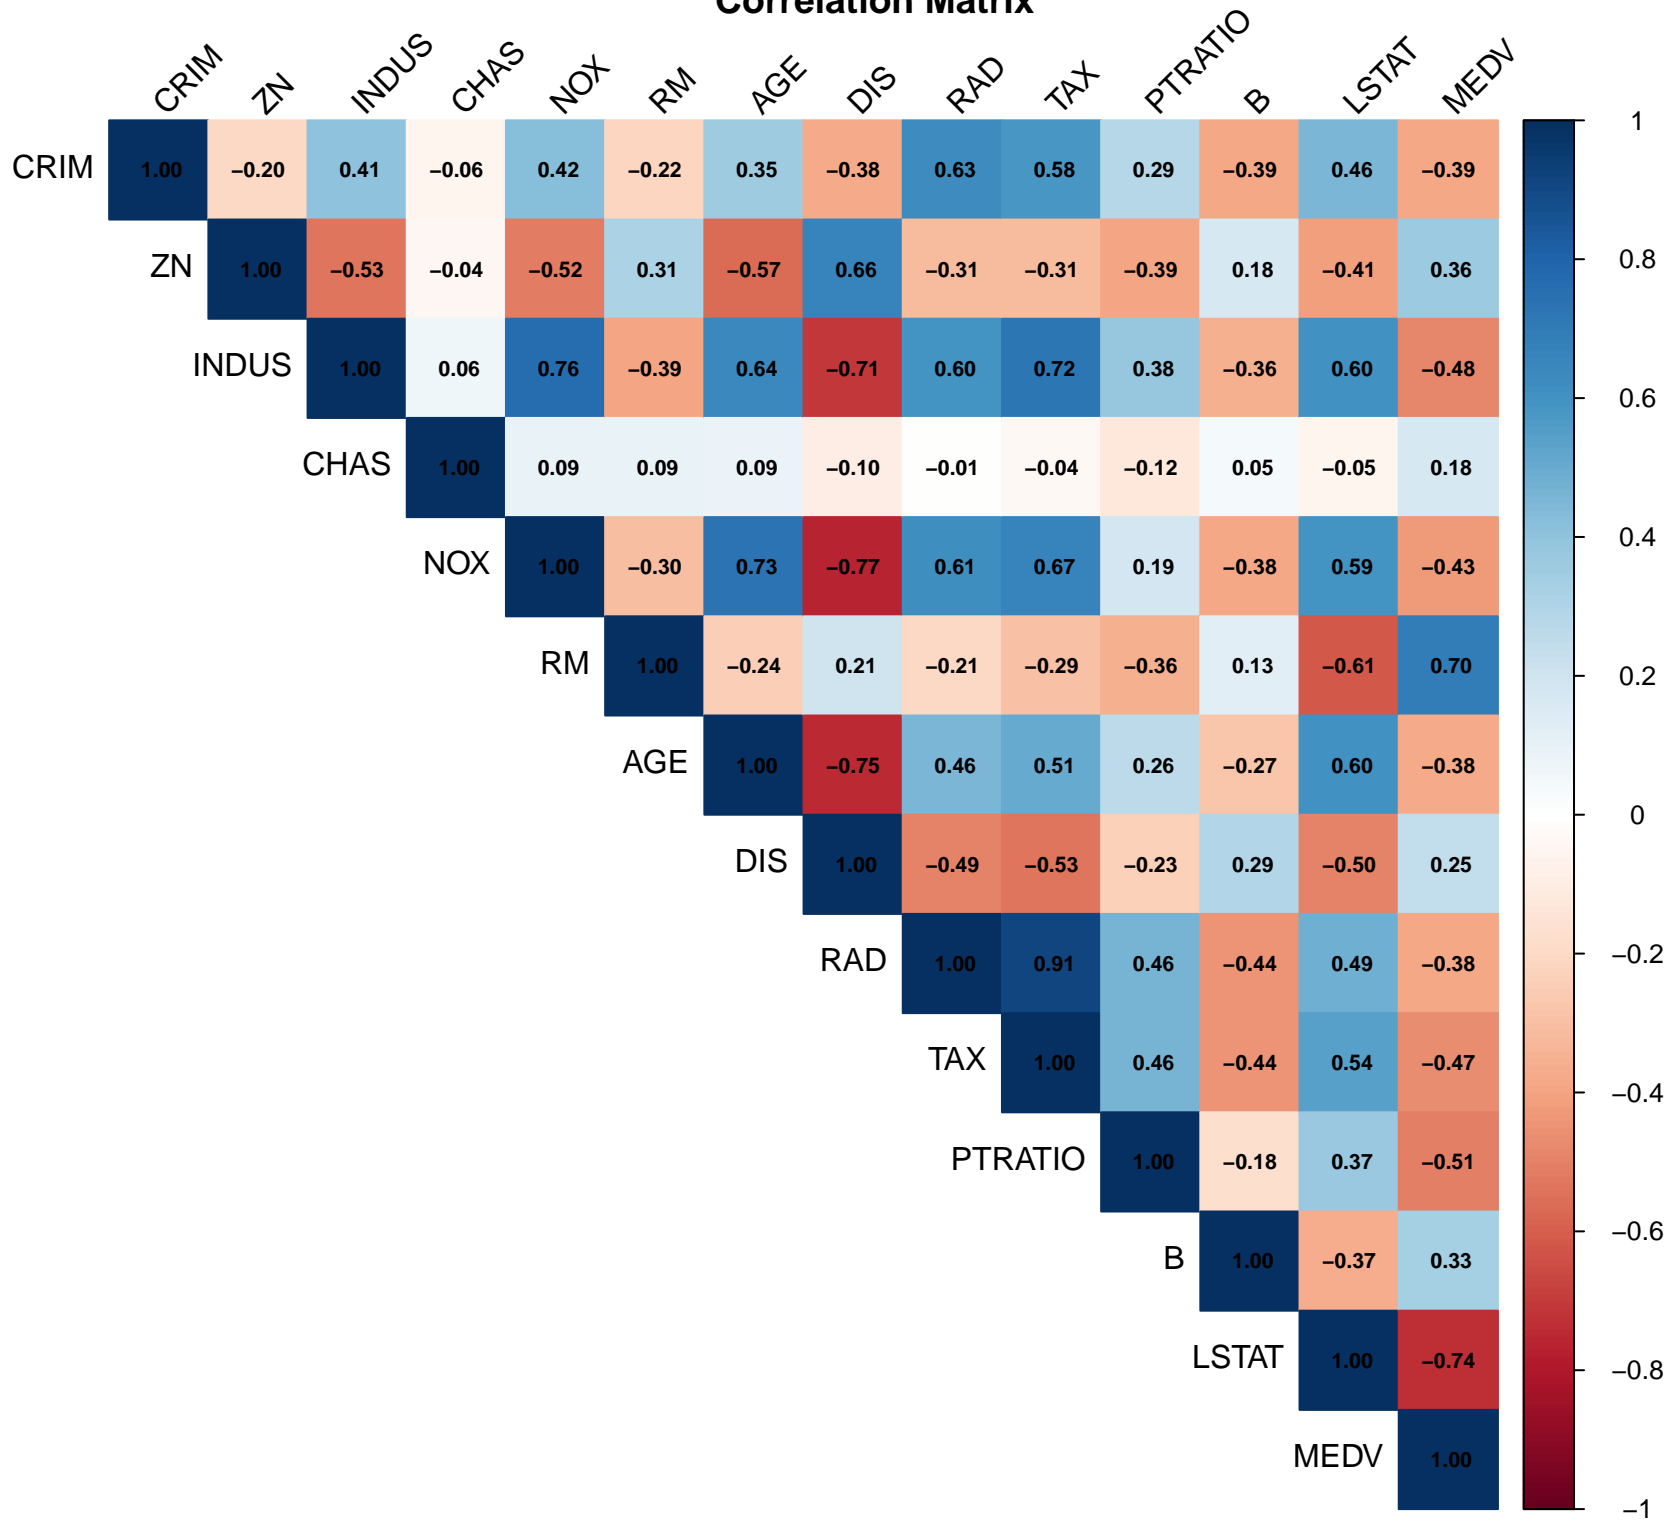 Correlation Matrix
CRIM ZN INDUS CHAS NOX RM AGE DIS RAD TAX PTRATIO B LSTAT MEDV
CRIM 1.00 −0.20 0.41 −0.06 0.42 −0.22 0.35 −0.38 0.63 0.58 0.29 −0.39 0.46 −0.39
ZN 1.00 −0.53 −0.04 −0.52 0.31 −0.57 0.66 −0.31 −0.31 −0.39 0.18 −0.41 0.36
INDUS 1.00 0.06 0.76 −0.39 0.64 −0.71 0.60 0.72 0.38 −0.36 0.60 −0.48
CHAS 1.00 0.09 0.09 0.09 −0.10 −0.01 −0.04 −0.12 0.05 −0.05 0.18
NOX 1.00 −0.30 0.73 −0.77 0.61 0.67 0.19 −0.38 0.59 −0.43
RM 1.00 −0.24 0.21 −0.21 −0.29 −0.36 0.13 −0.61 0.70
AGE 1.00 −0.75 0.46 0.51 0.26 −0.27 0.60 −0.38
DIS 1.00 −0.49 −0.53 −0.23 0.29 −0.50 0.25
RAD 1.00 0.91 0.46 −0.44 0.49 −0.38
TAX 1.00 0.46 −0.44 0.54 −0.47
PTRATIO 1.00 −0.18 0.37 −0.51
B 1.00 −0.37 0.33
LSTAT 1.00 −0.74
MEDV 1.00
1
0.8
0.6
0.4
0.2
0
−0.2
−0.4
−0.6
−0.8
−1